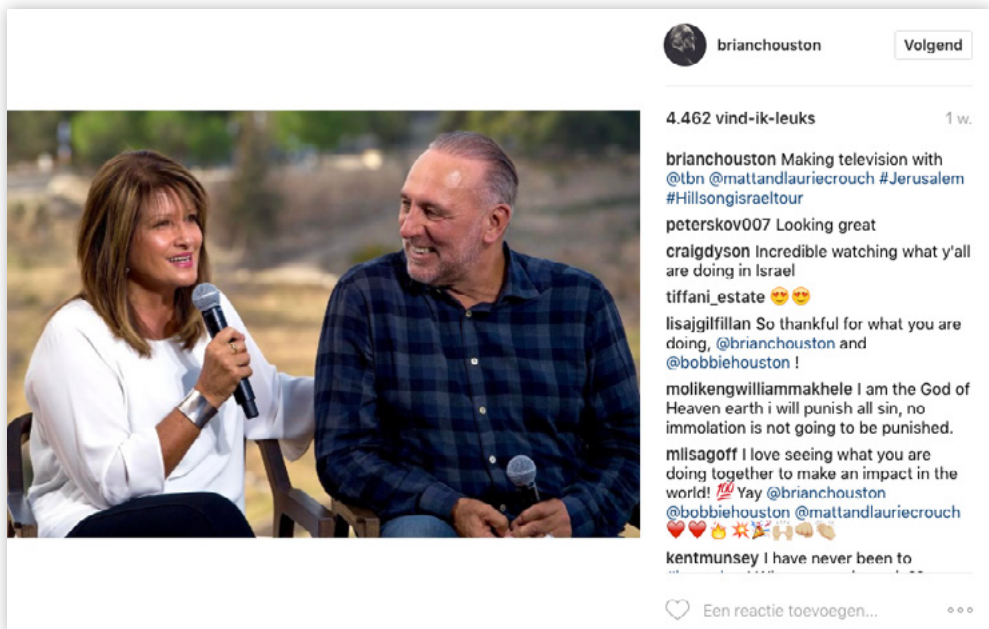 brianchouston
Volgend
4.462 vind-ik-leuks
1 w.
brianchouston Making television with
@tbn @mattandlauriecrouch #Jerusalem
#Hillsongisraeltour
peterskov007 Looking great
craigdyson Incredible watching what y'all
are doing in Israel
tiffani_estate 😍 😍
lisajgilfillan So thankful for what you are
doing, @brianchouston and
@bobbiehouston !
molikengwilliammakhele I am the God of
Heaven earth i will punish all sin, no
immolation is not going to be punished.
mlisagoff I love seeing what you are
doing together to make an impact in the
world! 💯 Yay @brianchouston
@bobbiehouston @mattandlauriecrouch
❤️❤️🔥💥🎉🙌🏼👊🏼👏🏼
kentmunsey I have never been to
Een reactie toevoegen...